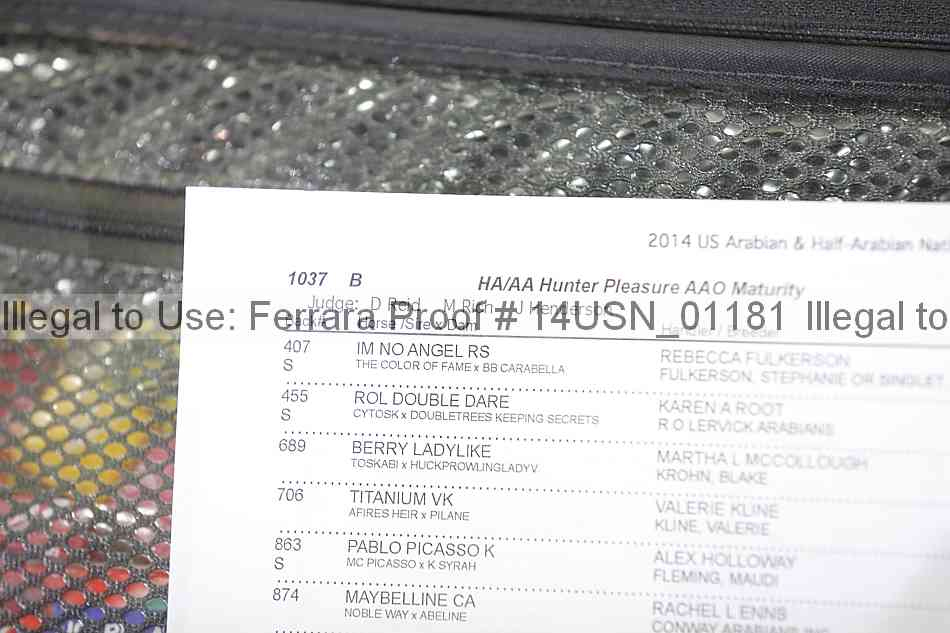 2014 US Arabian & Half-Arabian Nati
1037 B HA/AA Hunter Pleasure AAO Maturity
Judge: D Reid M Rich J Henderson
Illegal to Use: Ferrara Proof # 14USN_01181 Illegal to
Back# Horse /Sire x Dam Handler / Breeder
407 IM NO ANGEL RS REBECCA FULKERSON
S THE COLOR OF FAME x BB CARABELLA FULKERSON, STEPHANIE OR SINGLET
455 ROL DOUBLE DARE KAREN A ROOT
S CYTOSK x DOUBLETREES KEEPING SECRETS R O LERVICK ARABIANS
689 BERRY LADYLIKE MARTHA L MCCOLLOUGH
TOSKABI x HUCKPROWLINGLADYV KROHN, BLAKE
706 TITANIUM VK VALERIE KLINE
AFIRES HEIR x PILANE KLINE, VALERIE
863 PABLO PICASSO K ALEX HOLLOWAY
S MC PICASSO x K SYRAH FLEMING, MAUDI
874 MAYBELLINE CA RACHEL L ENNS
NOBLE WAY x ABELINE CONWAY ARABIANS INC